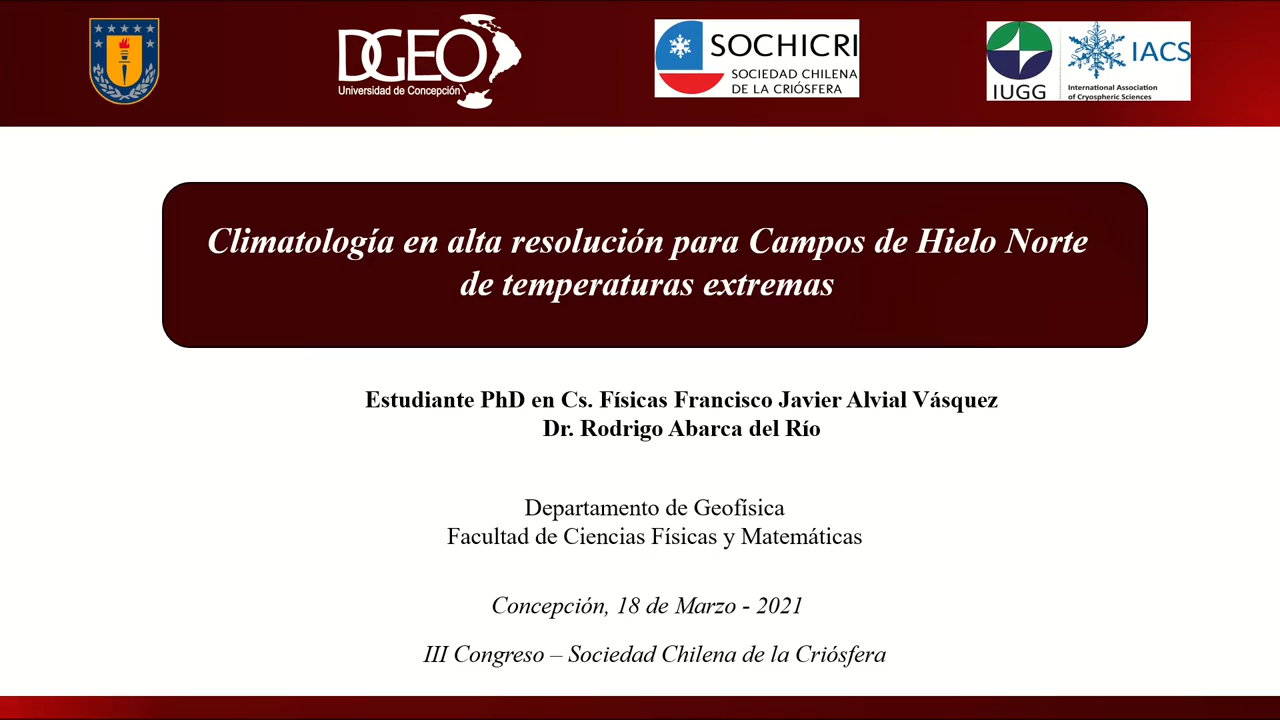 DGEO
Universidad de Concepción
SOCHICRI
SOCIEDAD CHILENA
DE LA CRIÓSFERA
IUGG
IACS
International Association
of Cryospheric Sciences
Climatología en alta resolución para Campos de Hielo Norte
de temperaturas extremas
Estudiante PhD en Cs. Físicas Francisco Javier Alvial Vásquez
Dr. Rodrigo Abarca del Río
Departamento de Geofísica
Facultad de Ciencias Físicas y Matemáticas
Concepción, 18 de Marzo - 2021
III Congreso – Sociedad Chilena de la Criósfera